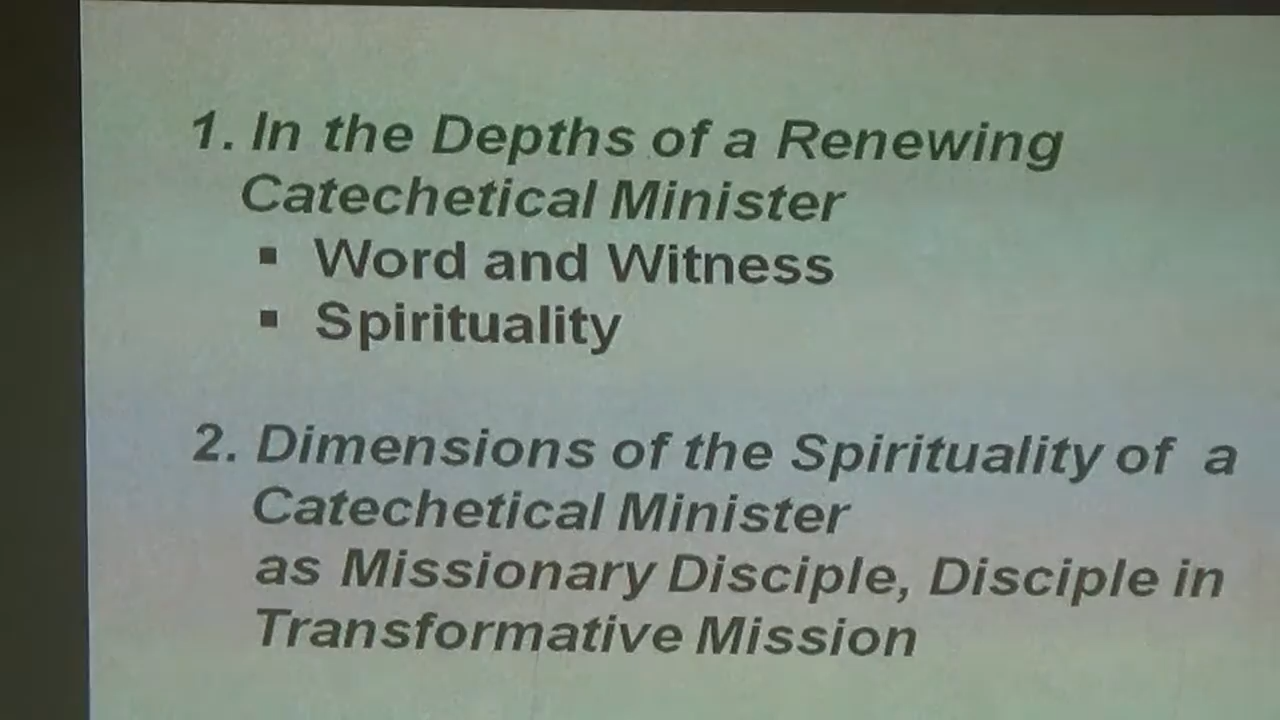 1. In the Depths of a Renewing
Catechetical Minister
▪ Word and Witness
▪ Spirituality
2. Dimensions of the Spirituality of a
Catechetical Minister
as Missionary Disciple, Disciple in
Transformative Mission